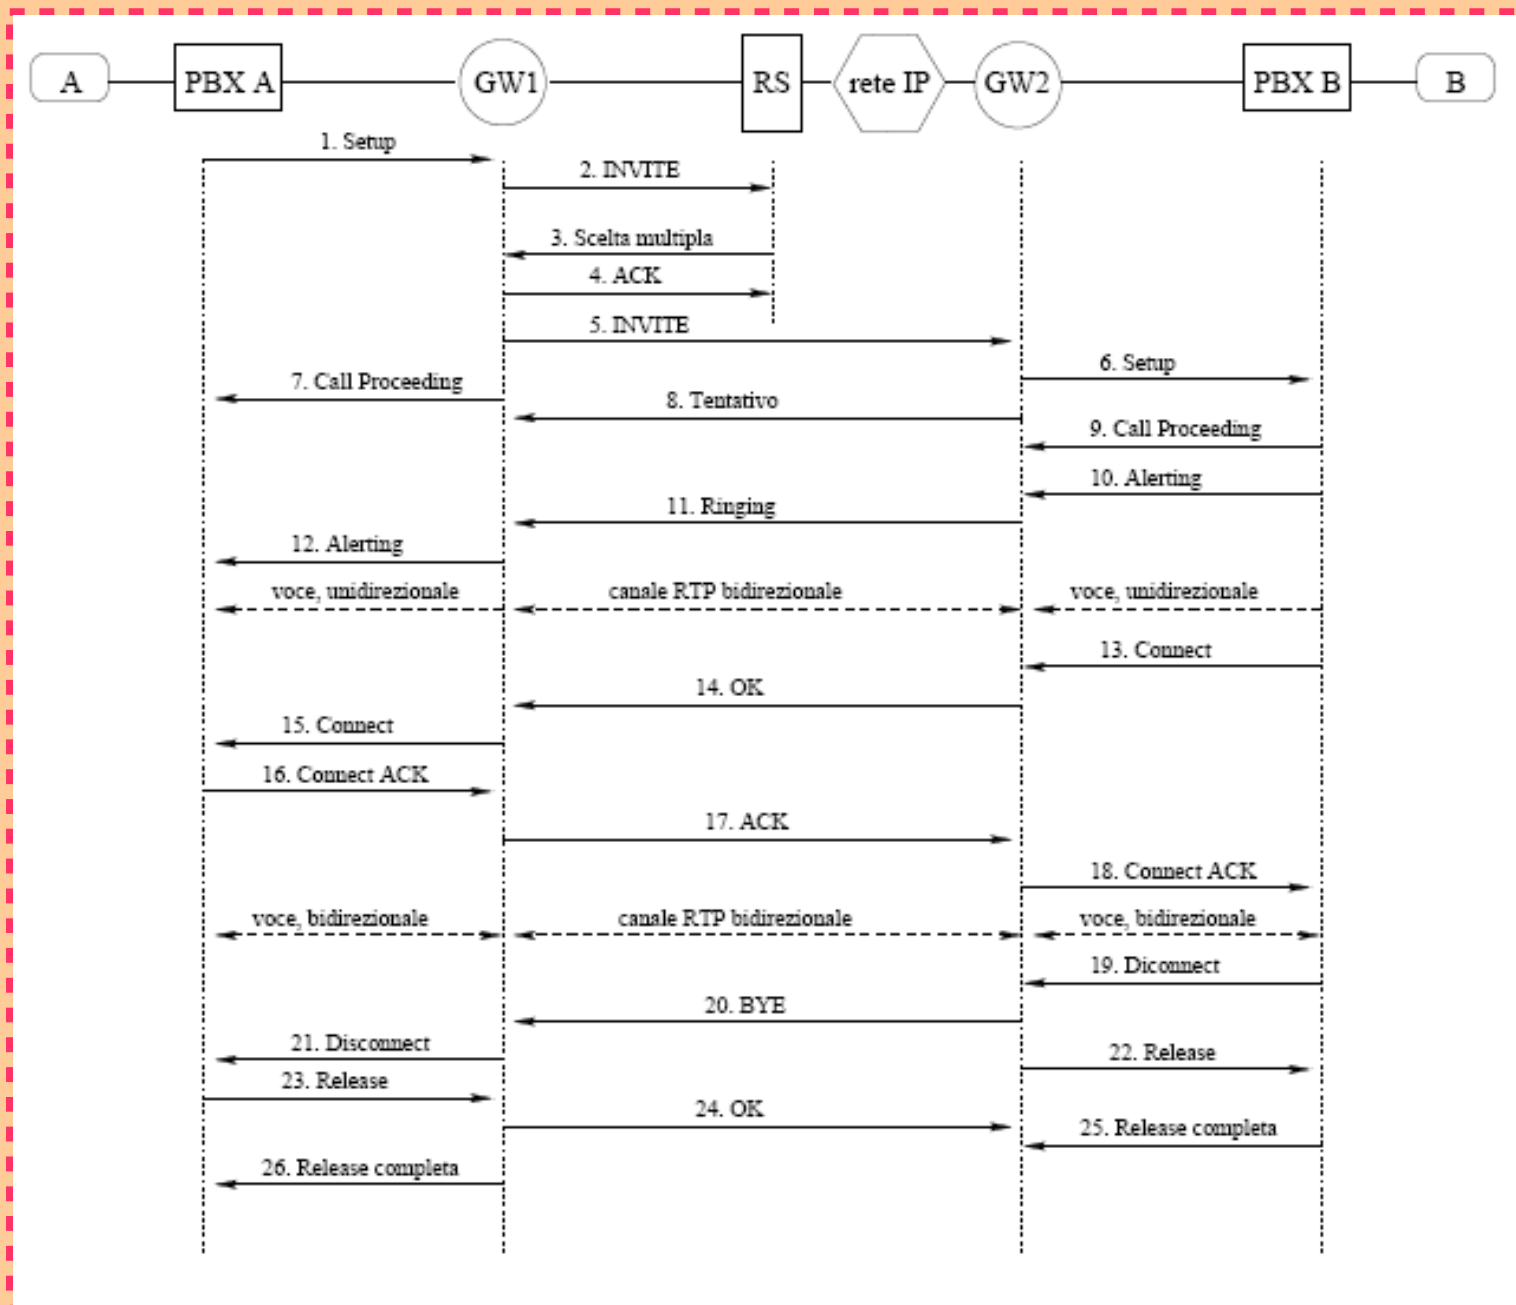 A
PBX A
GW1
RS
rete IP
GW2
PBX B
B
1. Setup
2. INVITE
3. Scelta multipla
4. ACK
5. INVITE
6. Setup
7. Call Proceeding
8. Tentativo
9. Call Proceeding
10. Alerting
11. Ringing
12. Alerting
voce, unidirezionale
canale RTP bidirezionale
voce, unidirezionale
13. Connect
14. OK
15. Connect
16. Connect ACK
17. ACK
18. Connect ACK
voce, bidirezionale
canale RTP bidirezionale
voce, bidirezionale
19. Diconnect
20. BYE
21. Disconnect
22. Release
23. Release
24. OK
25. Release completa
26. Release completa